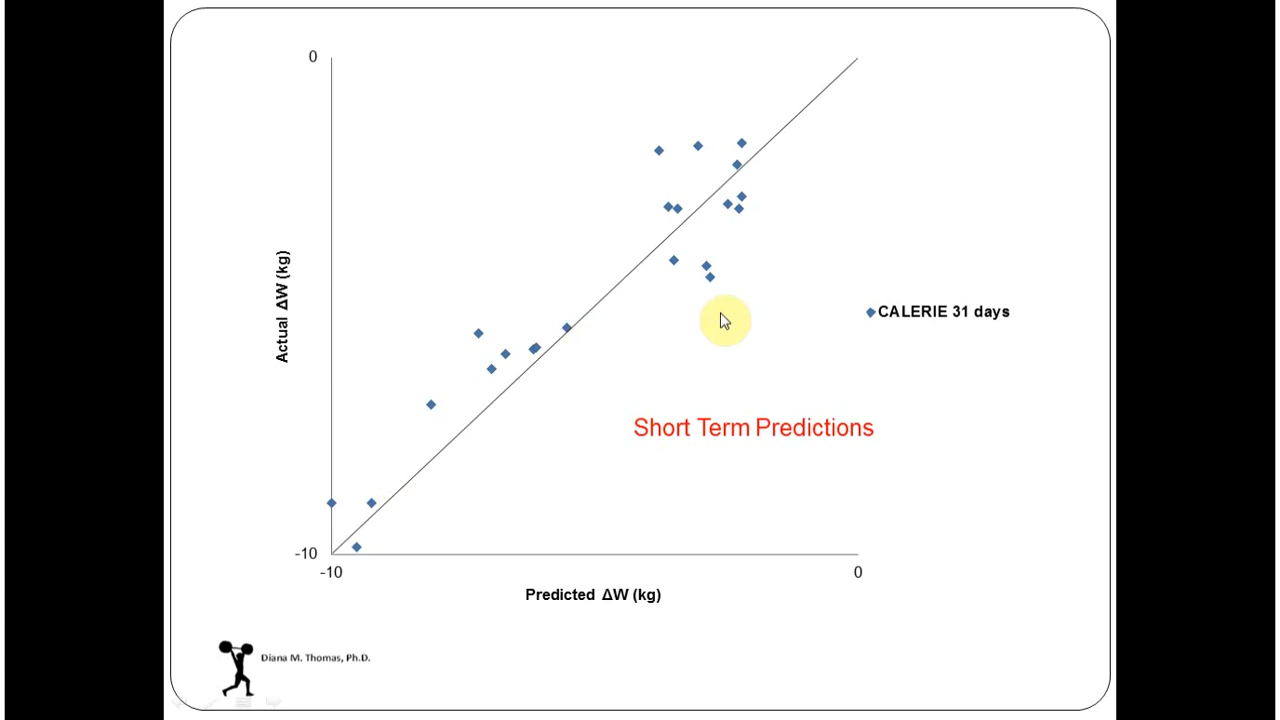 0
Actual ΔW (kg)
CALERIE 31 days
Short Term Predictions
-10
-10
0
Predicted ΔW (kg)
Diana M. Thomas, Ph.D.